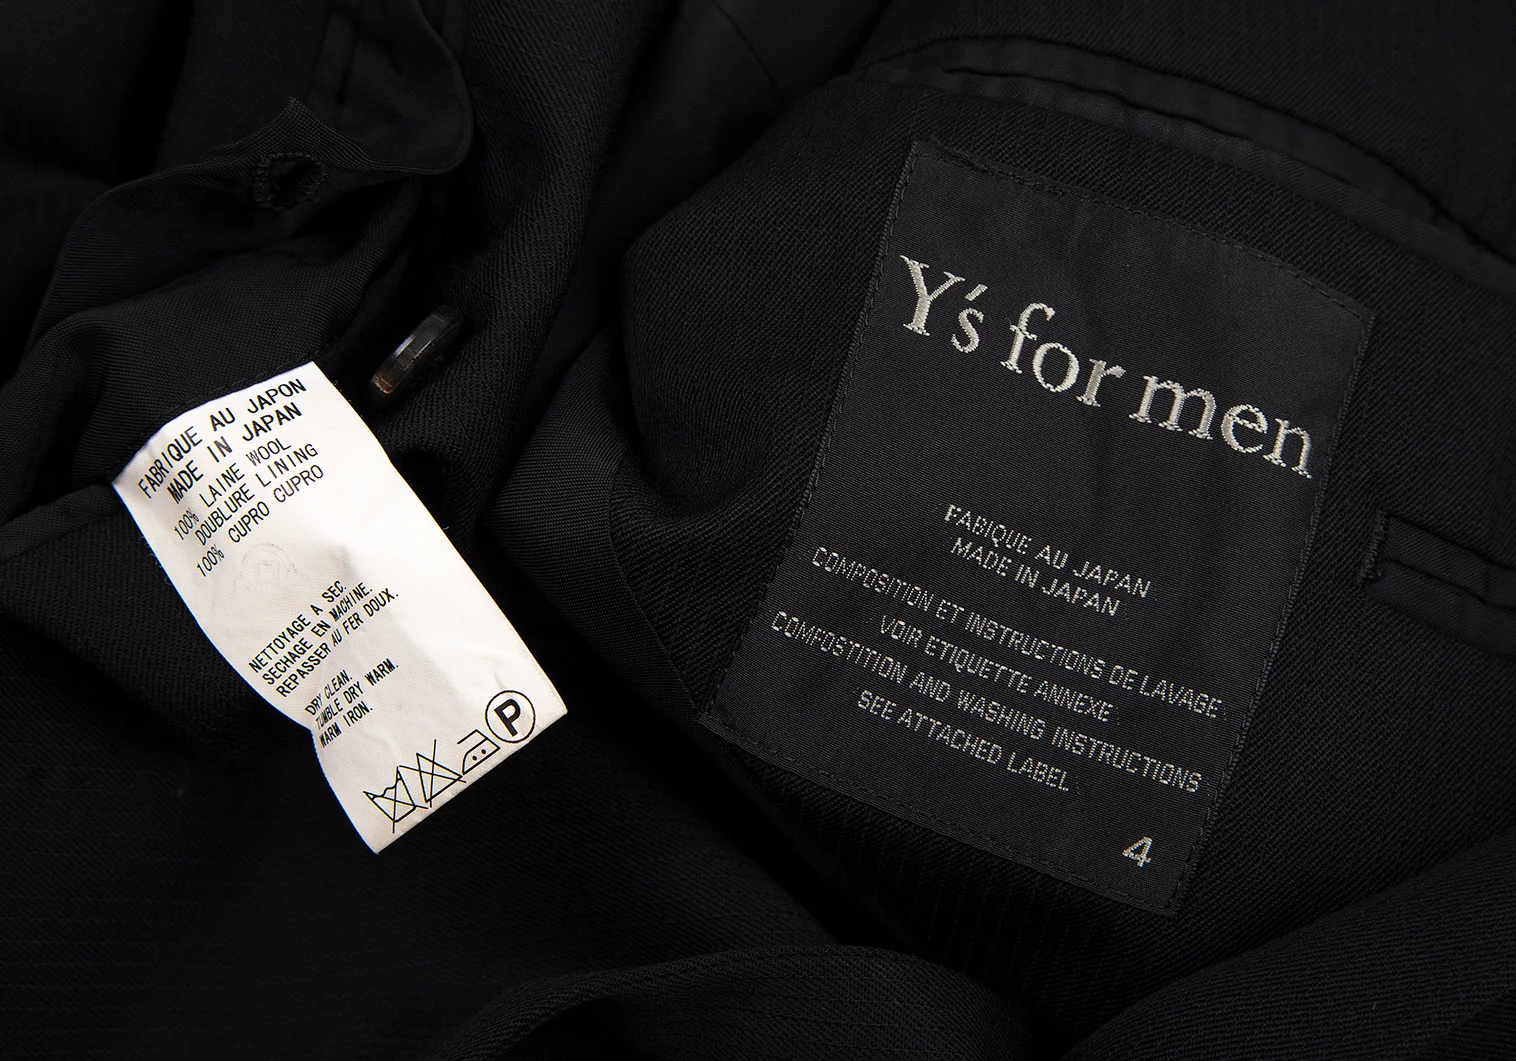 FABRIQUE AU JAPON
MADE IN JAPAN
100% LAINE WOOL
DOUBLURE LINING
100% CUPRO CUPRO
NETTOYAGE A SEC.
SECHAGE EN MACHINE.
REPASSER AU FER DOUX.
DRY CLEAN.
TUMBLE DRY WARM.
WARM IRON.
P
Y's for men
FABIQUE AU JAPAN
MADE IN JAPAN
COMPOSITION ET INSTRUCTIONS DE LAVAGE
VOIR ETIQUETTE ANNEXE
COMPOSTITION AND WASHING INSTRUCTIONS
SEE ATTACHED LABEL
4